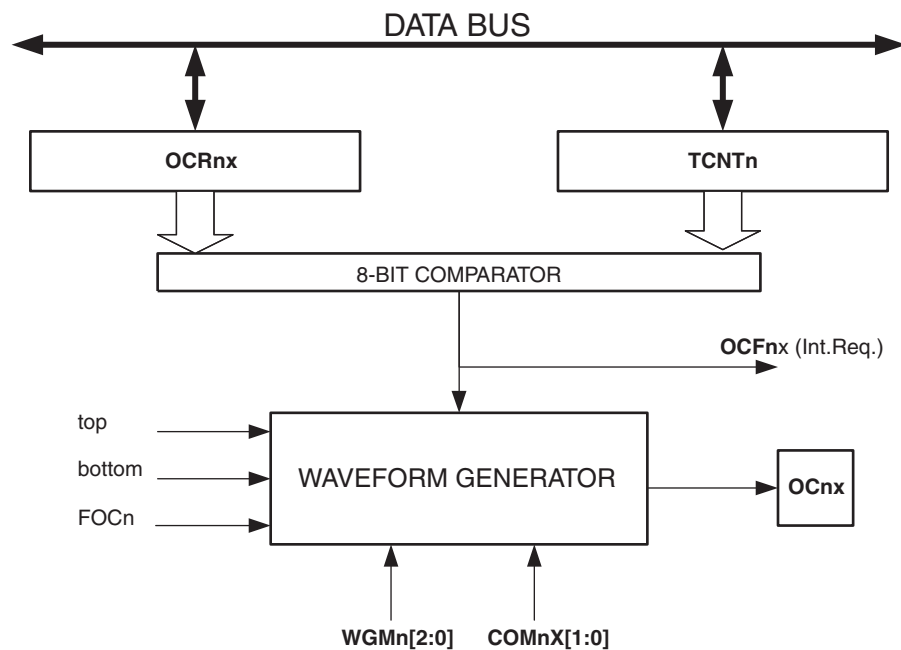 DATA BUS
OCRnx
TCNTn
8-BIT COMPARATOR
OCFnx (Int.Req.)
top
bottom
FOCn
WAVEFORM GENERATOR
OCnx
WGMn[2:0]
COMnX[1:0]